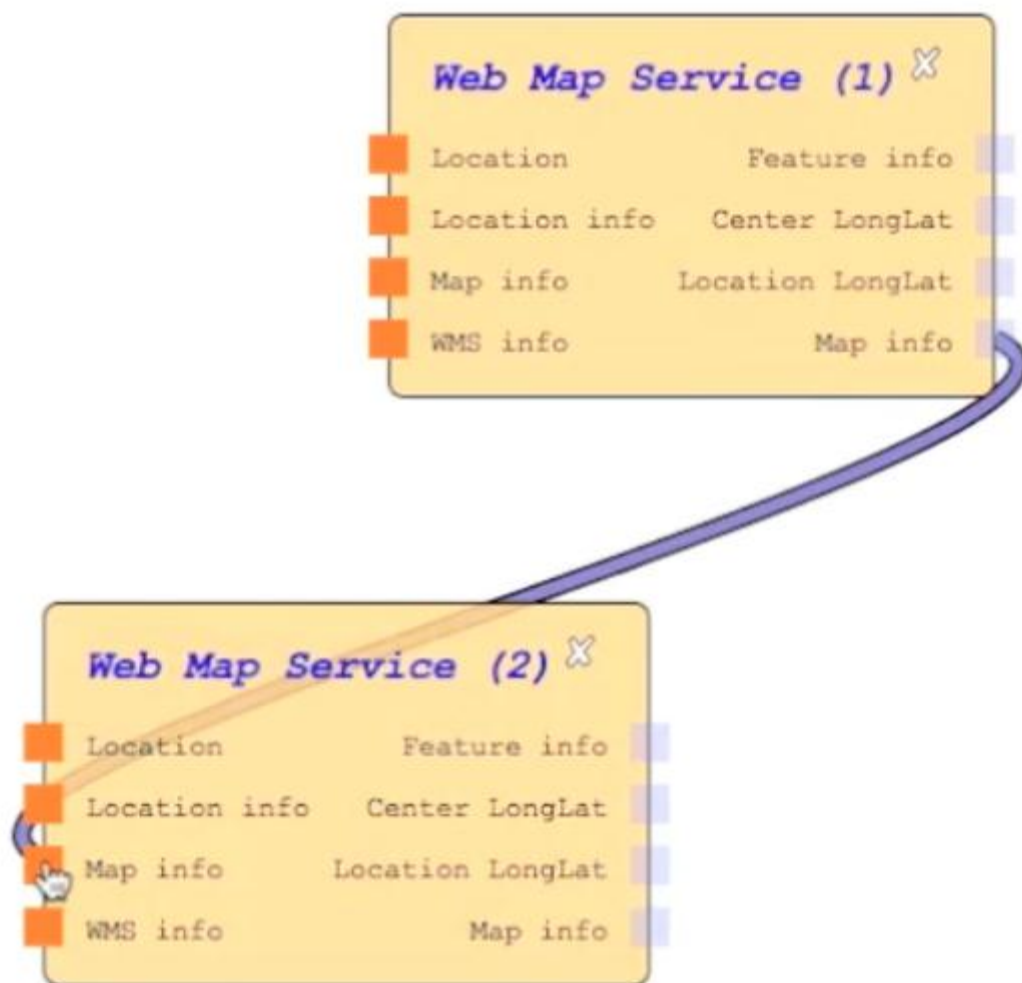 Web Map Service (1) X
Location Feature info
Location info Center LongLat
Map info Location LongLat
WMS info Map info
Web Map Service (2) X
Location Feature info
Location info Center LongLat
Map info Location LongLat
WMS info Map info